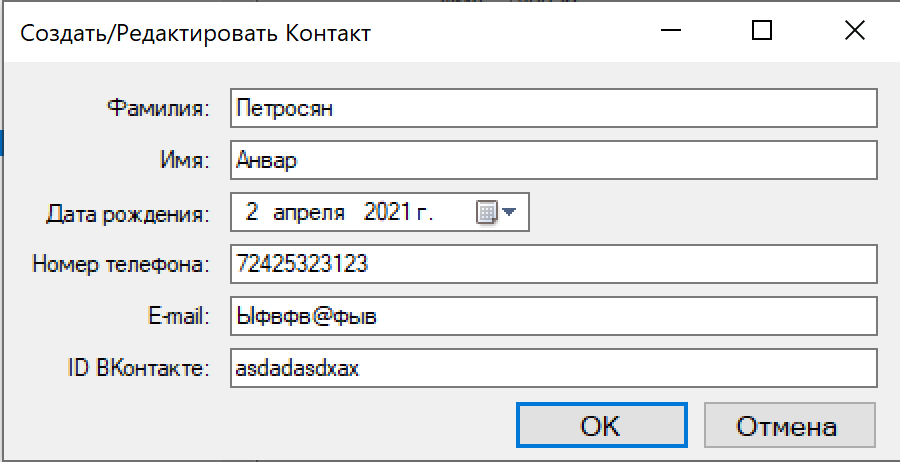 Создать/Редактировать Контакт
Фамилия: Петросян
Имя: Анвар
Дата рождения: 2 апреля 2021 г.
Номер телефона: 72425323123
E-mail: Ыфвфв@фыв
ID ВКонтакте: asdadasdxax
OK Отмена